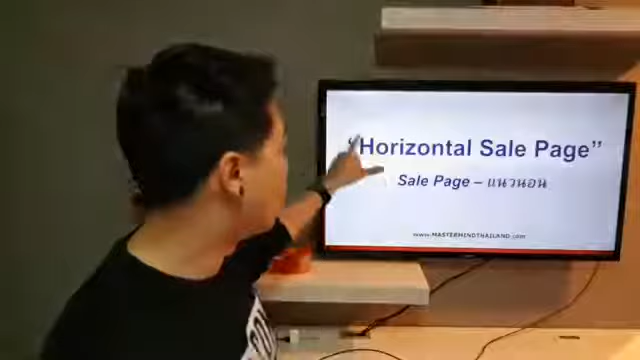 "Horizontal Sale Page"
Sale Page – แนวนอน
www.MASTERMINDTHAILAND.com